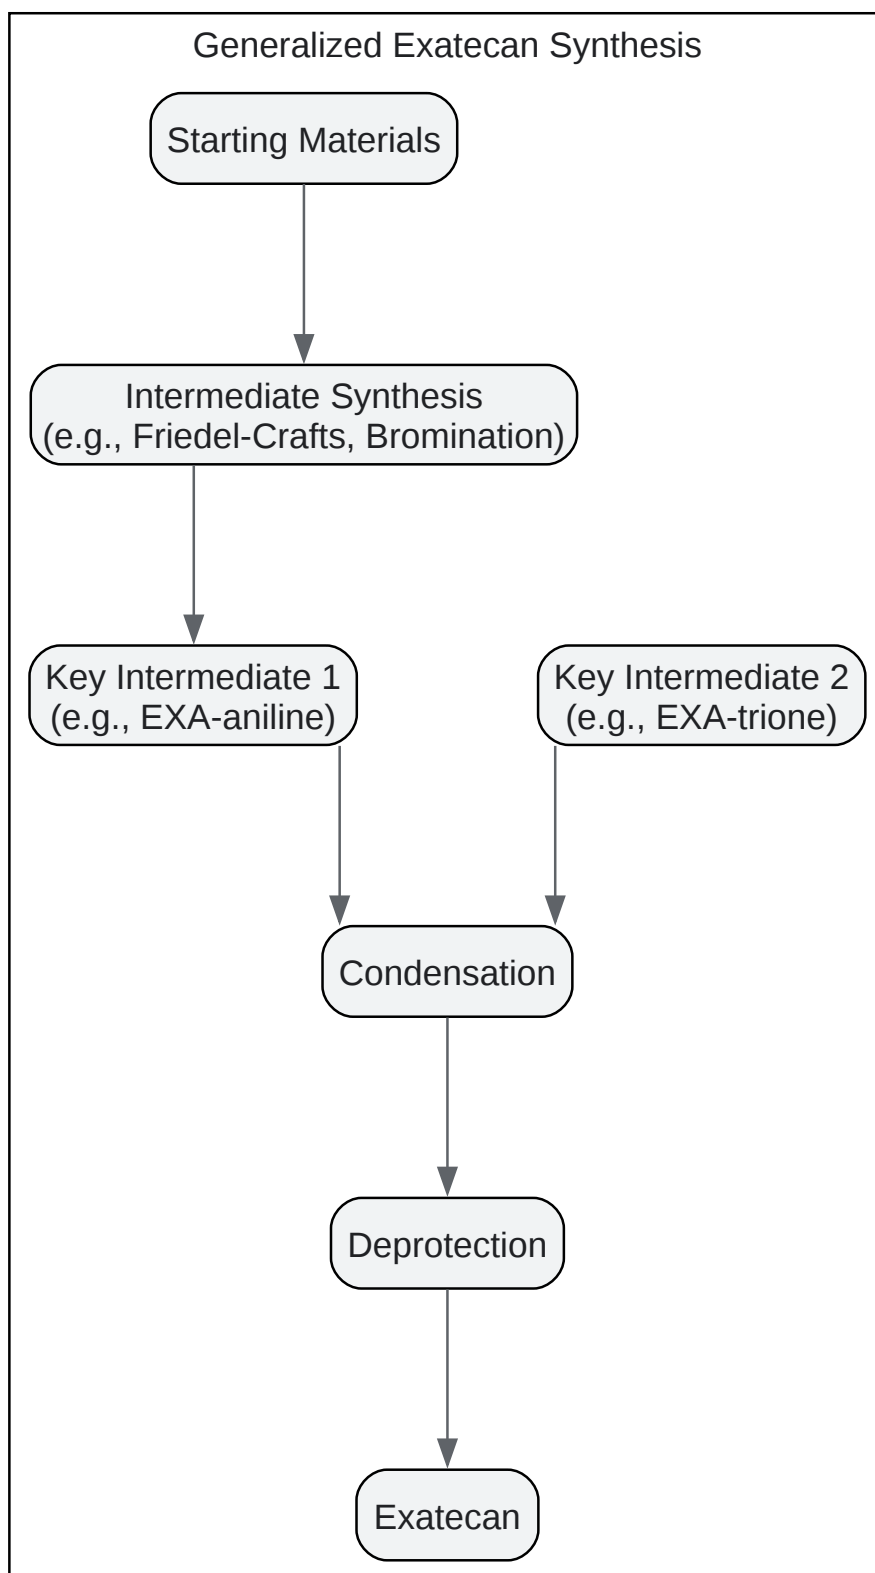 Generalized Exatecan Synthesis
Starting Materials
Intermediate Synthesis
(e.g., Friedel-Crafts, Bromination)
Key Intermediate 1
(e.g., EXA-aniline)
Key Intermediate 2
(e.g., EXA-trione)
Condensation
Deprotection
Exatecan